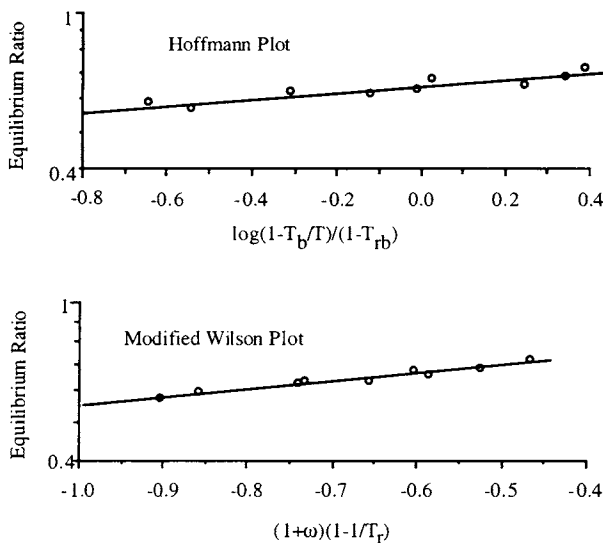 1
Hoffmann Plot
Equilibrium Ratio
0.4
-0.8 -0.6 -0.4 -0.2 0.0 0.2 0.4
log(1-T_b/T)/(1-T_rb)
1
Modified Wilson Plot
Equilibrium Ratio
0.4
-1.0 -0.9 -0.8 -0.7 -0.6 -0.5 -0.4
(1+ω)(1-1/T_r)